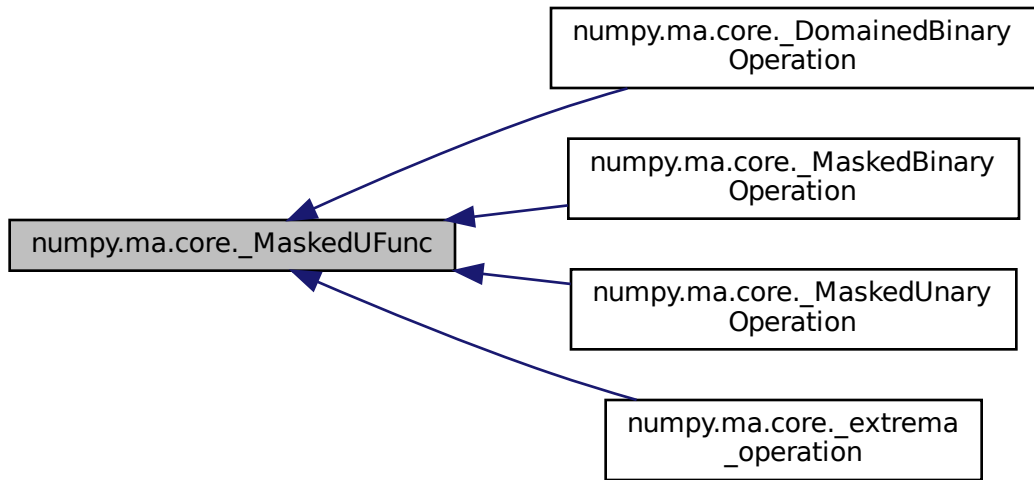 numpy.ma.core._DomainedBinary
Operation
numpy.ma.core._MaskedBinary
Operation
numpy.ma.core._MaskedUFunc
numpy.ma.core._MaskedUnary
Operation
numpy.ma.core._extrema
_operation